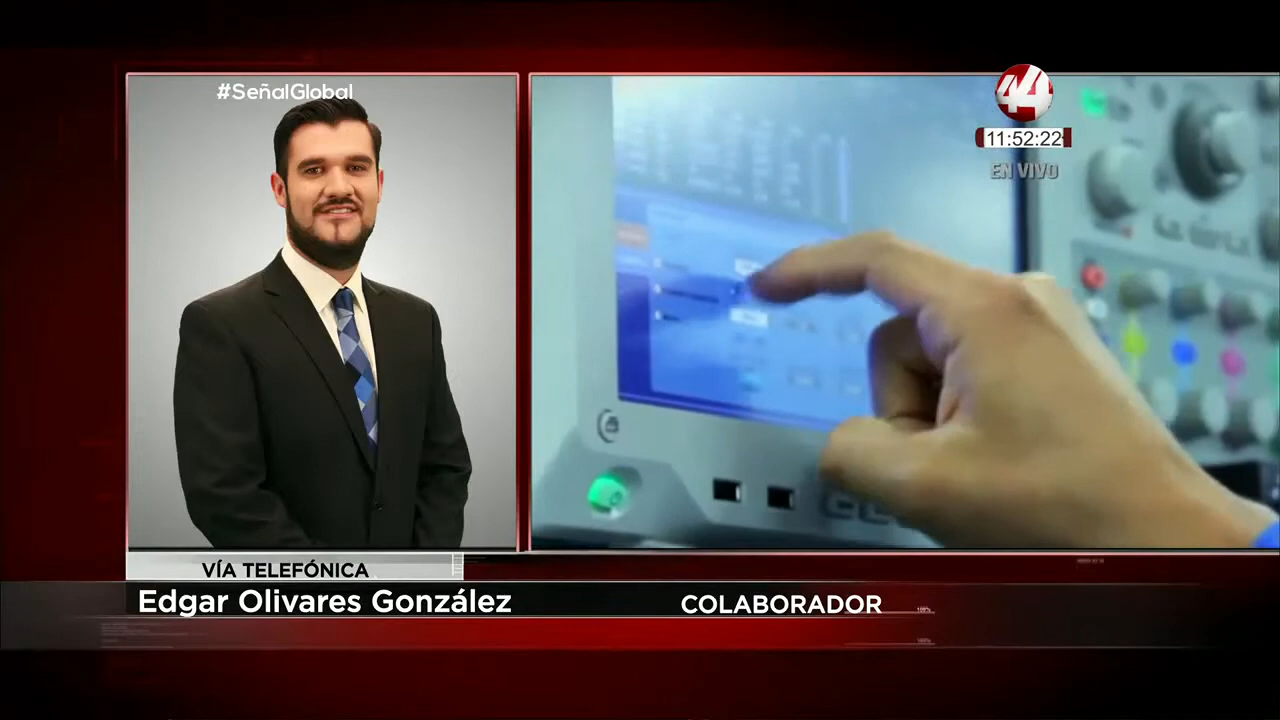 #SeñalGlobal
44
11:52:22
EN VIVO
VÍA TELEFÓNICA
Edgar Olivares González
COLABORADOR